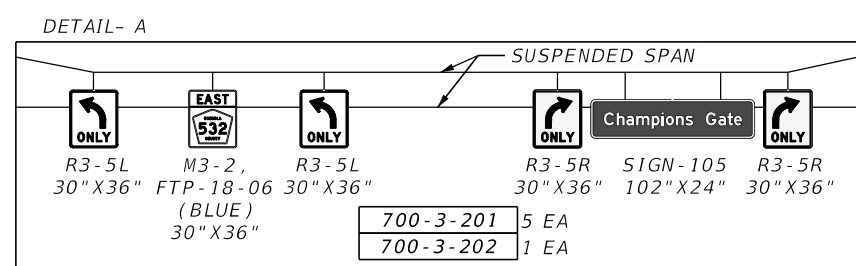 DETAIL- A
SUSPENDED SPAN
ONLY
EAST
532
ONLY
ONLY
Champions Gate
ONLY
R3-5L
30"X36"
M3-2,
FTP-18-06
(BLUE)
30"X36"
R3-5L
30"X36"
R3-5R
30"X36"
SIGN-105
102"X24"
R3-5R
30"X36"
700-3-201 5 EA
700-3-202 1 EA